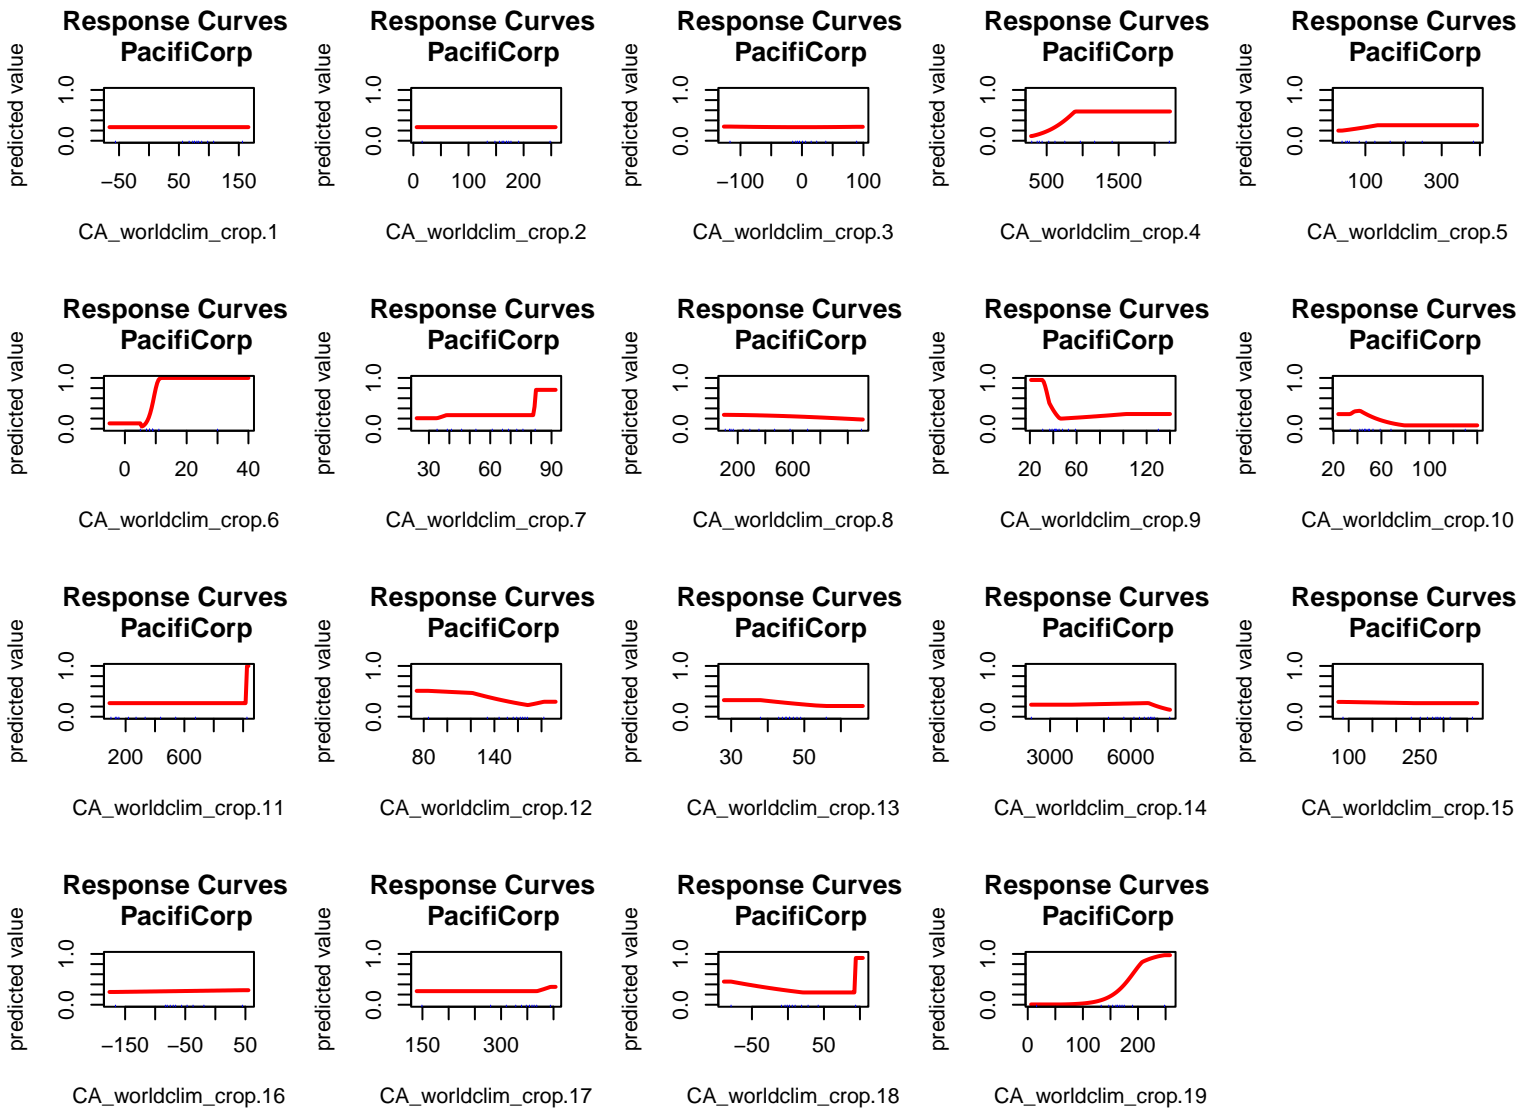 Response Curves
PacifiCorp
predicted value
0.0 1.0
−50 50 150
CA_worldclim_crop.1
Response Curves
PacifiCorp
predicted value
0.0 1.0
0 100 200
CA_worldclim_crop.2
Response Curves
PacifiCorp
predicted value
0.0 1.0
−100 0 100
CA_worldclim_crop.3
Response Curves
PacifiCorp
predicted value
0.0 1.0
500 1500
CA_worldclim_crop.4
Response Curves
PacifiCorp
predicted value
0.0 1.0
100 300
CA_worldclim_crop.5
Response Curves
PacifiCorp
predicted value
0.0 1.0
0 20 40
CA_worldclim_crop.6
Response Curves
PacifiCorp
predicted value
0.0 1.0
30 60 90
CA_worldclim_crop.7
Response Curves
PacifiCorp
predicted value
0.0 1.0
200 600
CA_worldclim_crop.8
Response Curves
PacifiCorp
predicted value
0.0 1.0
20 60 120
CA_worldclim_crop.9
Response Curves
PacifiCorp
predicted value
0.0 1.0
20 60 100
CA_worldclim_crop.10
Response Curves
PacifiCorp
predicted value
0.0 1.0
200 600
CA_worldclim_crop.11
Response Curves
PacifiCorp
predicted value
0.0 1.0
80 140
CA_worldclim_crop.12
Response Curves
PacifiCorp
predicted value
0.0 1.0
30 50
CA_worldclim_crop.13
Response Curves
PacifiCorp
predicted value
0.0 1.0
3000 6000
CA_worldclim_crop.14
Response Curves
PacifiCorp
predicted value
0.0 1.0
100 250
CA_worldclim_crop.15
Response Curves
PacifiCorp
predicted value
0.0 1.0
−150 −50 50
CA_worldclim_crop.16
Response Curves
PacifiCorp
predicted value
0.0 1.0
150 300
CA_worldclim_crop.17
Response Curves
PacifiCorp
predicted value
0.0 1.0
−50 50
CA_worldclim_crop.18
Response Curves
PacifiCorp
predicted value
0.0 1.0
0 100 200
CA_worldclim_crop.19